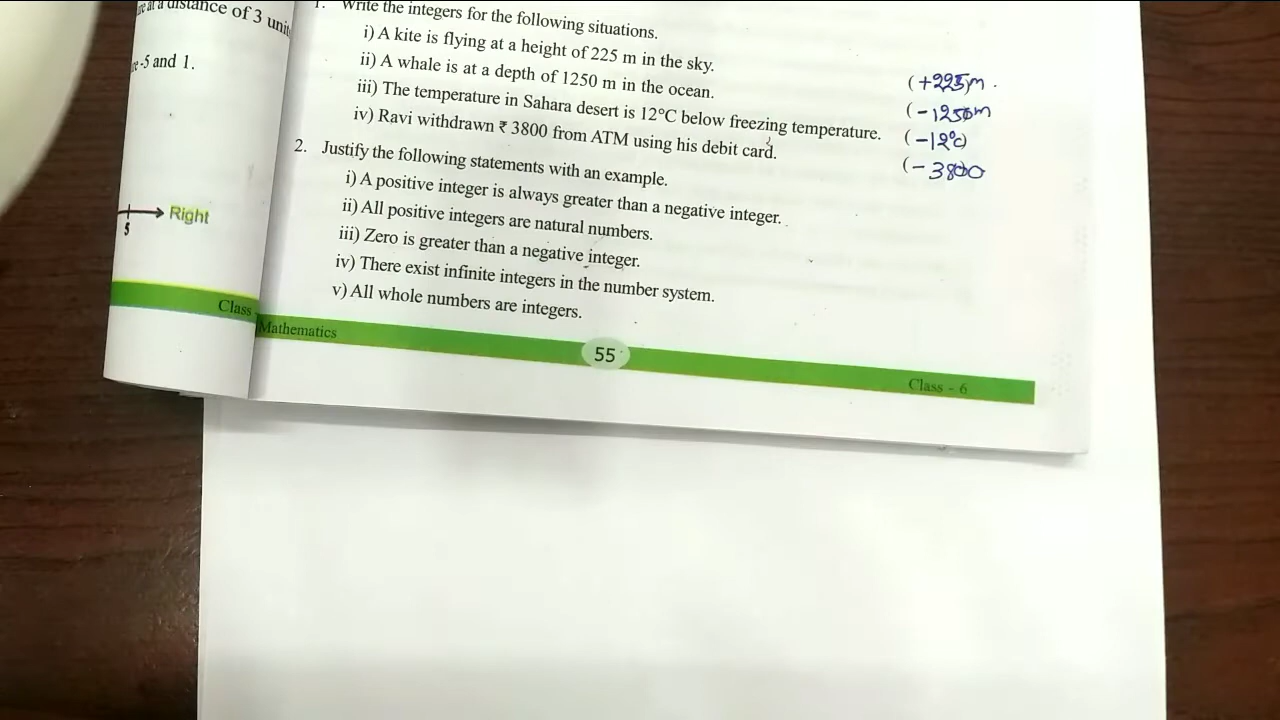 at a distance of 3 unit
-5 and 1.
Right
5
Class
1. Write the integers for the following situations.
i) A kite is flying at a height of 225 m in the sky.
(+225)m.
ii) A whale is at a depth of 1250 m in the ocean.
(-1250m
iii) The temperature in Sahara desert is 12°C below freezing temperature.
(-12°c)
iv) Ravi withdrawn ₹ 3800 from ATM using his debit card.
(-3800
2. Justify the following statements with an example.
i) A positive integer is always greater than a negative integer.
ii) All positive integers are natural numbers.
iii) Zero is greater than a negative integer.
iv) There exist infinite integers in the number system.
v) All whole numbers are integers.
Mathematics
55
Class - 6